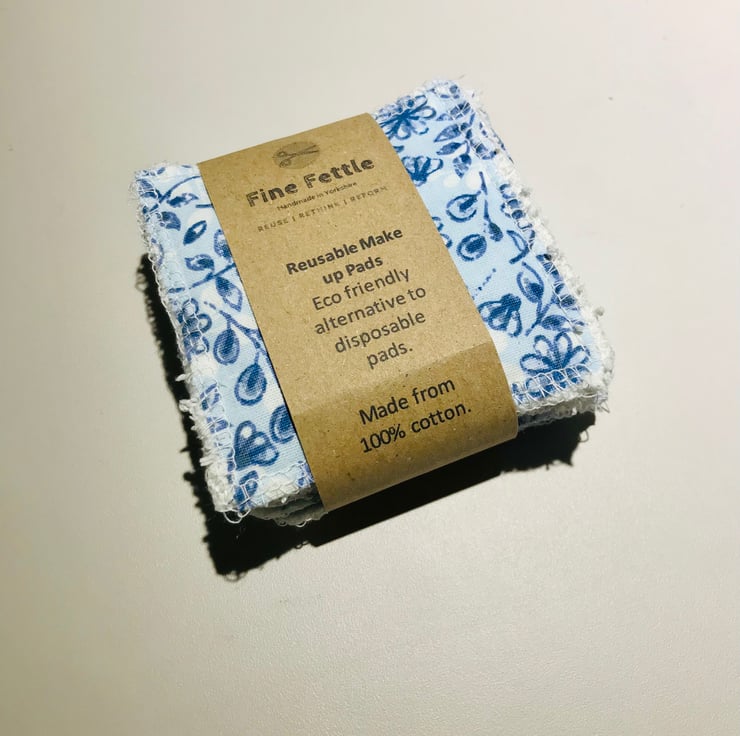 Fine Fettle
Handmade in Yorkshire
REUSE | RETHINK | REFORM
Reusable Make
up Pads
Eco friendly
alternative to
disposable
pads.
Made from
100% cotton.